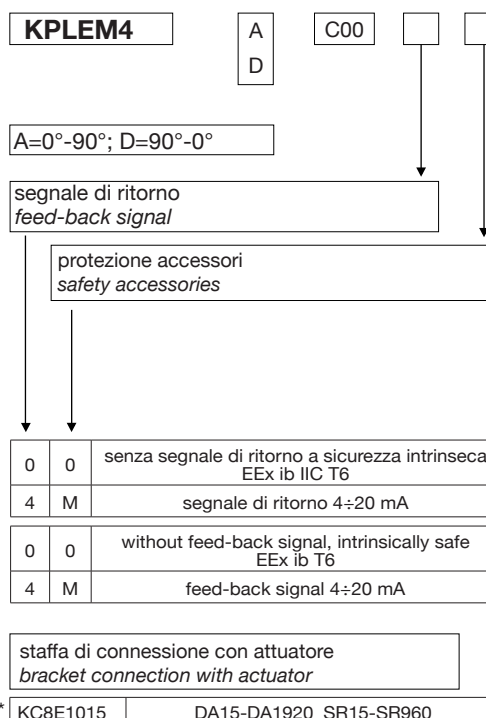 KPLEM4 A C00
D
A=0°-90°; D=90°-0°
segnale di ritorno
feed-back signal
protezione accessori
safety accessories
0 0 senza segnale di ritorno a sicurezza intrinseca
EEx ib IIC T6
4 M segnale di ritorno 4÷20 mA
0 0 without feed-back signal, intrinsically safe
EEx ib T6
4 M feed-back signal 4÷20 mA
staffa di connessione con attuatore
bracket connection with actuator
* KC8E1015 DA15-DA1920 SR15-SR960